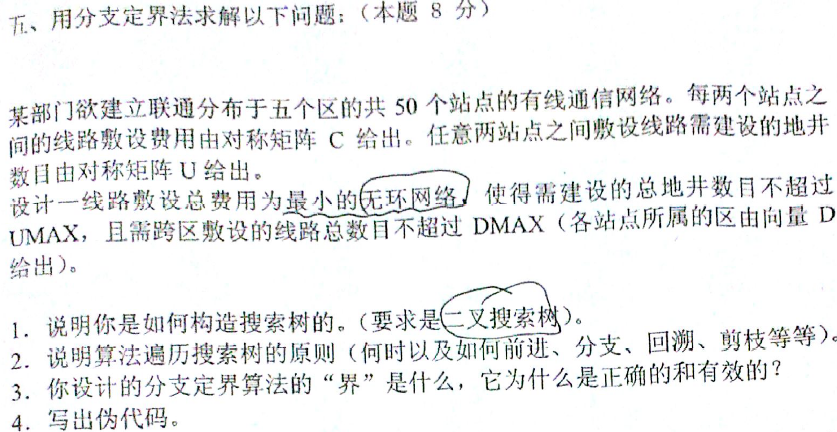 五、用分支定界法求解以下问题：（本题 8 分）
某部门欲建立联通分布于五个区的共 50 个站点的有线通信网络。每两个站点之
间的线路敷设费用由对称矩阵 C 给出。任意两站点之间敷设线路需建设的地井
数目由对称矩阵 U 给出。
设计一线路敷设总费用为最小的无环网络，使得需建设的总地井数目不超过
UMAX，且需跨区敷设的线路总数目不超过 DMAX（各站点所属的区由向量 D
给出）。
1．说明你是如何构造搜索树的。（要求是二叉搜索树）。
2．说明算法遍历搜索树的原则（何时以及如何前进、分支、回溯、剪枝等等）。
3．你设计的分支定界算法的“界”是什么，它为什么是正确的和有效的？
4．写出伪代码。